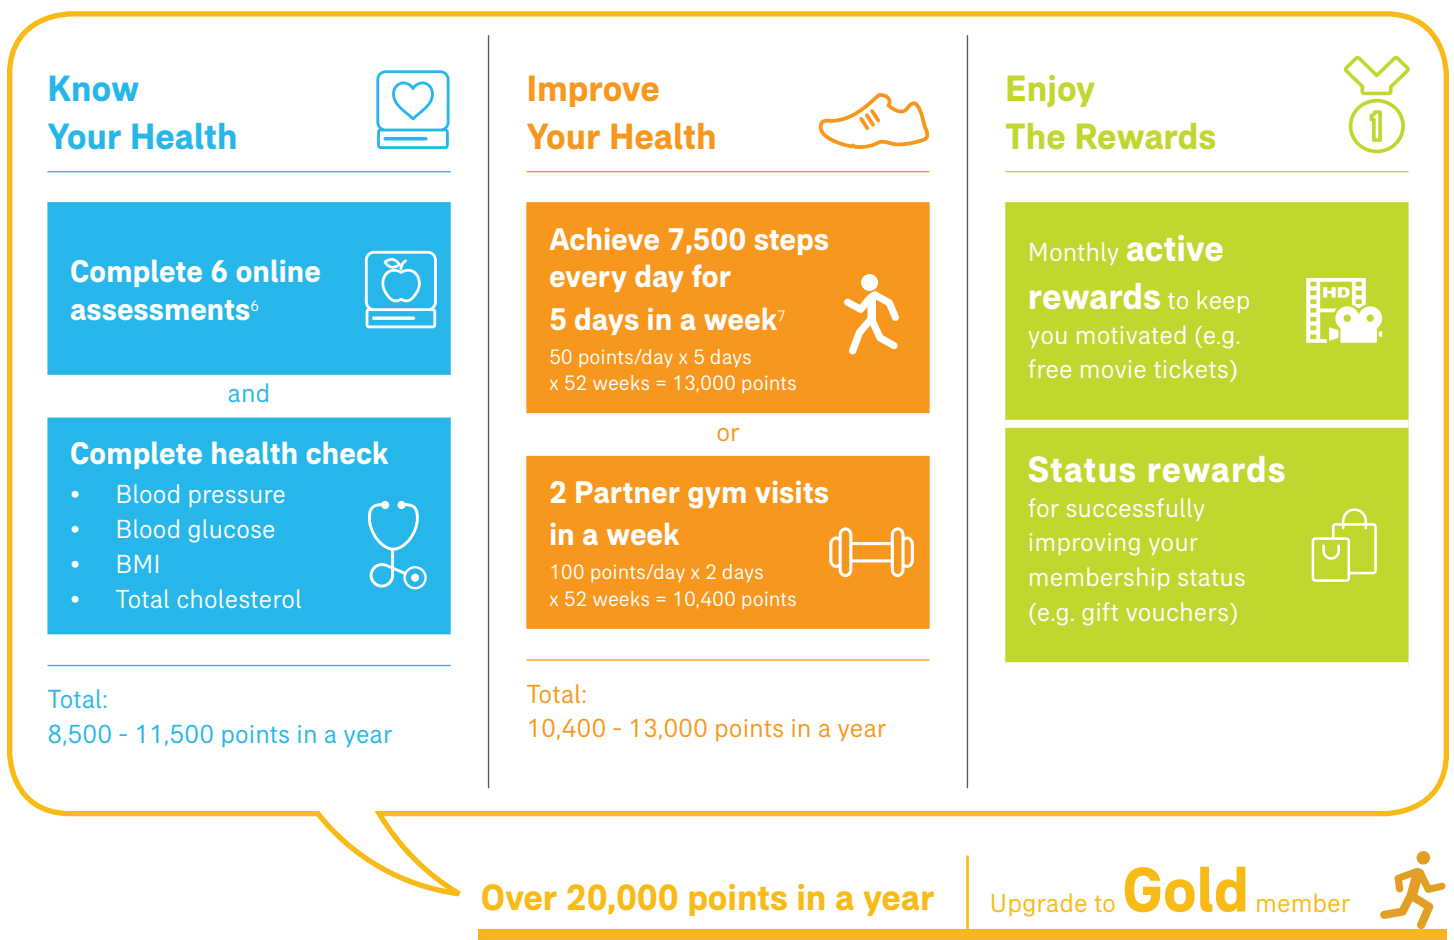 Know
Your Health
Complete 6 online
assessments⁶
and
Complete health check
• Blood pressure
• Blood glucose
• BMI
• Total cholesterol
Total:
8,500 - 11,500 points in a year
Improve
Your Health
Achieve 7,500 steps
every day for
5 days in a week⁷
50 points/day x 5 days
x 52 weeks = 13,000 points
or
2 Partner gym visits
in a week
100 points/day x 2 days
x 52 weeks = 10,400 points
Total:
10,400 - 13,000 points in a year
Enjoy
The Rewards
1
Monthly active
rewards to keep
you motivated (e.g.
free movie tickets)
HD
Status rewards
for successfully
improving your
membership status
(e.g. gift vouchers)
Over 20,000 points in a year
Upgrade to Gold member